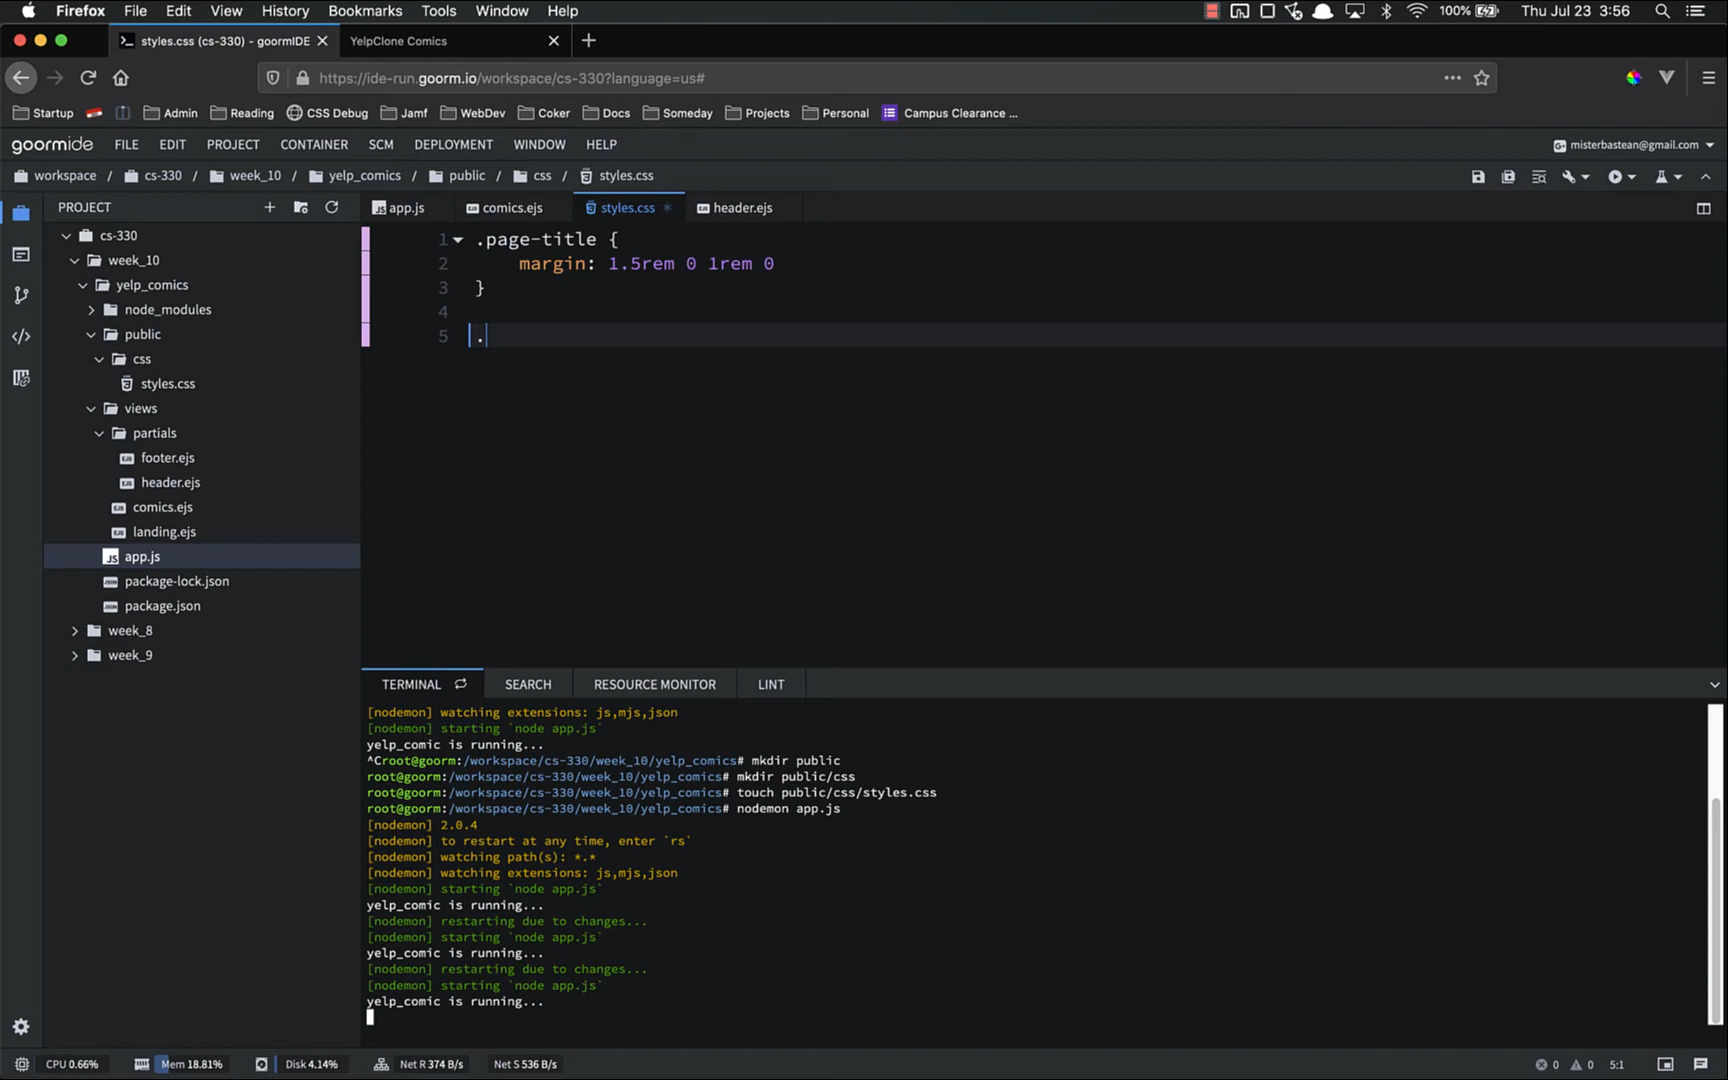 Firefox File Edit View History Bookmarks Tools Window Help 100% Thu Jul 23 3:56
styles.css (cs-330) - goormIDE YelpClone Comics
https://ide-run.goorm.io/workspace/cs-330?language=us#
Startup Admin Reading CSS Debug Jamf WebDev Coker Docs Someday Projects Personal Campus Clearance ...
goormide FILE EDIT PROJECT CONTAINER SCM DEPLOYMENT WINDOW HELP misterbastean@gmail.com
workspace / cs-330 / week_10 / yelp_comics / public / css / styles.css
PROJECT
app.js comics.ejs styles.css * header.ejs
cs-330
week_10
yelp_comics
node_modules
public
css
styles.css
views
partials
footer.ejs
header.ejs
comics.ejs
landing.ejs
app.js
package-lock.json
package.json
week_8
week_9
1 .page-title {
2 margin: 1.5rem 0 1rem 0
3 }
4
5 .
TERMINAL SEARCH RESOURCE MONITOR LINT
[nodemon] watching extensions: js,mjs,json
[nodemon] starting `node app.js`
yelp_comic is running...
^Croot@goorm:/workspace/cs-330/week_10/yelp_comics# mkdir public
root@goorm:/workspace/cs-330/week_10/yelp_comics# mkdir public/css
root@goorm:/workspace/cs-330/week_10/yelp_comics# touch public/css/styles.css
root@goorm:/workspace/cs-330/week_10/yelp_comics# nodemon app.js
[nodemon] 2.0.4
[nodemon] to restart at any time, enter `rs`
[nodemon] watching path(s): *.*
[nodemon] watching extensions: js,mjs,json
[nodemon] starting `node app.js`
yelp_comic is running...
[nodemon] restarting due to changes...
[nodemon] starting `node app.js`
yelp_comic is running...
[nodemon] restarting due to changes...
[nodemon] starting `node app.js`
yelp_comic is running...
CPU 0.66% Mem 18.81% Disk 4.14% Net R 374 B/s Net S 536 B/s 0 0 5:1